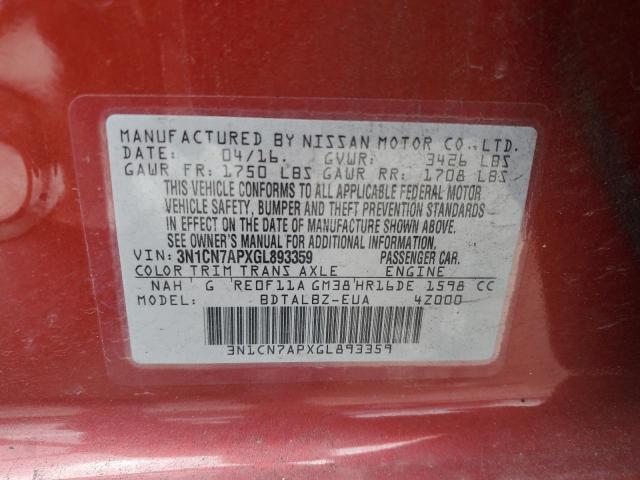 MANUFACTURED BY NISSAN MOTOR CO., LTD.
DATE: 04/16. GVWR: 3426 LBS
GAWR FR: 1750 LBS GAWR RR: 1708 LBS
THIS VEHICLE CONFORMS TO ALL APPLICABLE FEDERAL MOTOR
VEHICLE SAFETY, BUMPER AND THEFT PREVENTION STANDARDS
IN EFFECT ON THE DATE OF MANUFACTURE SHOWN ABOVE.
SEE OWNER'S MANUAL FOR ADDITIONAL INFORMATION
VIN: 3N1CN7APXGL893359 PASSENGER CAR.
COLOR TRIM TRANS AXLE ENGINE
NAH G RE0F11A GM38 HR16DE 1598 CC
MODEL: BDTALBZ-EUA 4Z000
3N1CN7APXGL893359